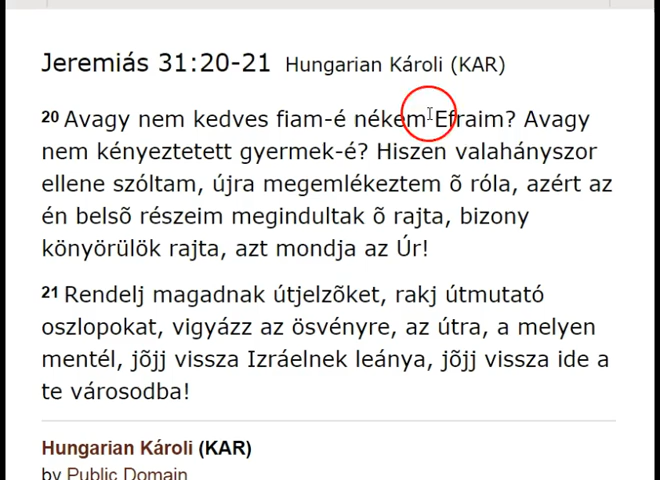 Jeremiás 31:20-21 Hungarian Károli (KAR)
20 Avagy nem kedves fiam-é nékem Efraim? Avagy
nem kényeztetett gyermek-é? Hiszen valahányszor
ellene szóltam, újra megemlékeztem õ róla, azért az
én belsõ részeim megindultak õ rajta, bizony
könyörülök rajta, azt mondja az Úr!
21 Rendelj magadnak útjelzõket, rakj útmutató
oszlopokat, vigyázz az ösvényre, az útra, a melyen
mentél, jõjj vissza Izráelnek leánya, jõjj vissza ide a
te városodba!
Hungarian Károli (KAR)
by Public Domain